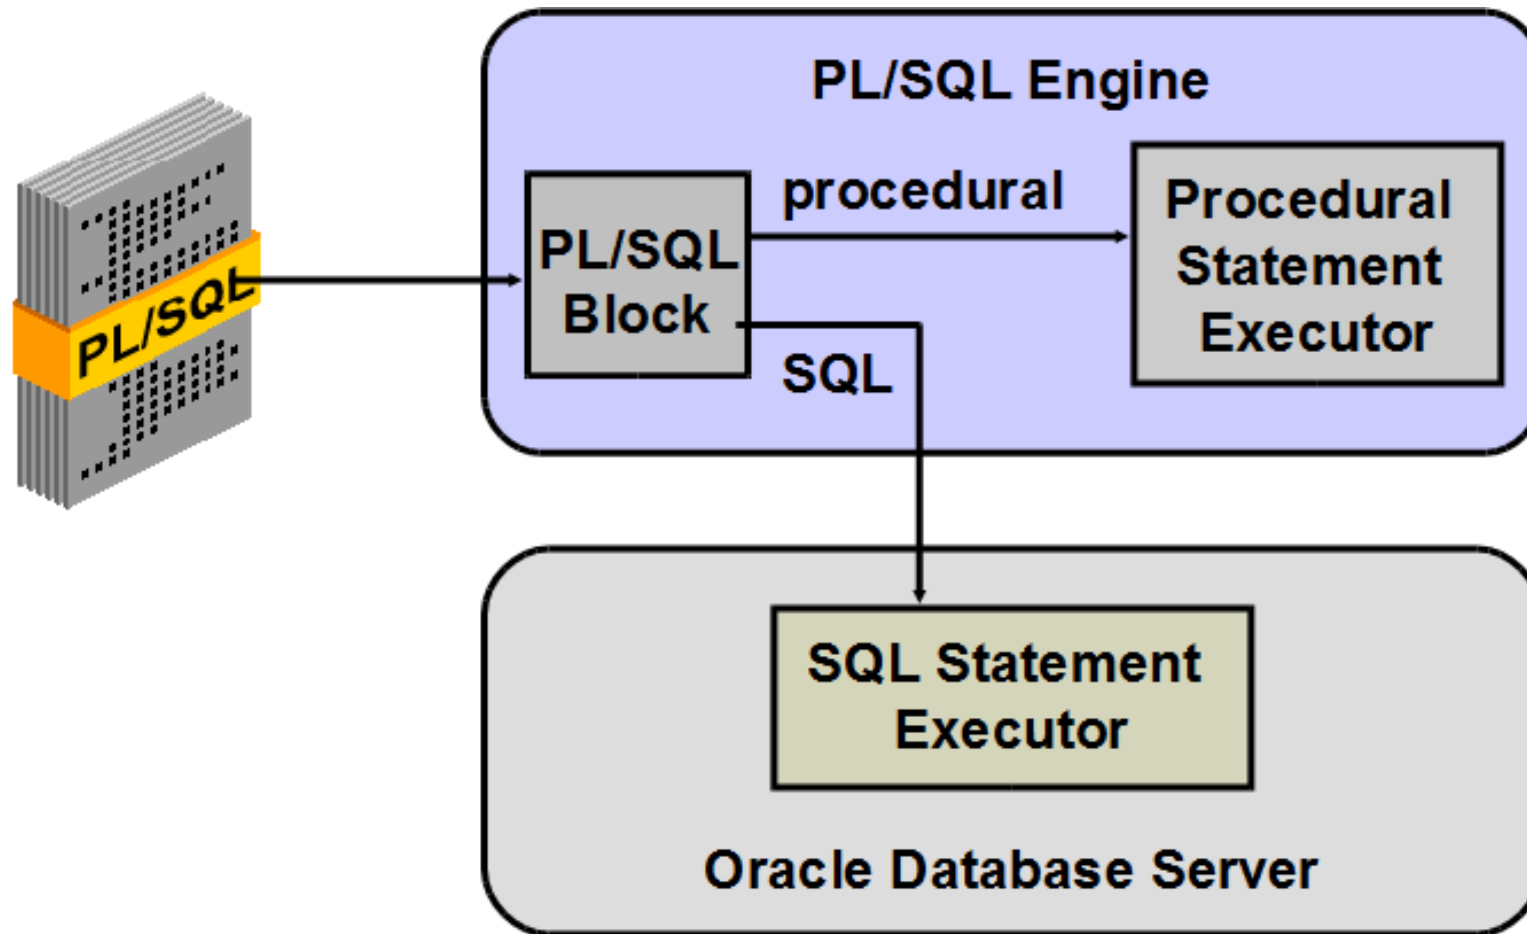 PL/SQL Engine
PL/SQL
PL/SQL
Block
procedural
SQL
Procedural
Statement
Executor
SQL Statement
Executor
Oracle Database Server